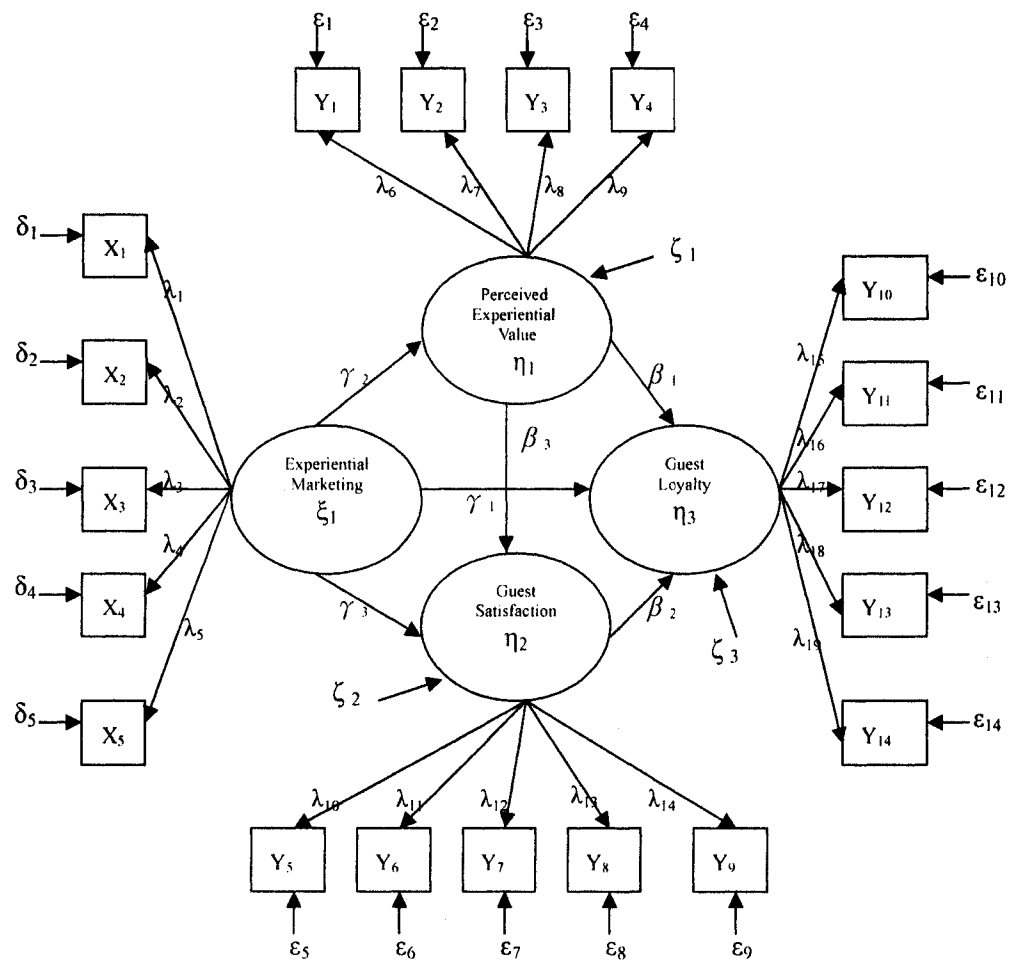 ε₁ ε₂ ε₃ ε₄
Y₁ Y₂ Y₃ Y₄
λ₆ λ₇ λ₈ λ₉
δ₁
X₁
λ₁
δ₂
X₂
λ₂
δ₃
X₃
λ₃
δ₄
X₄
λ₄
δ₅
X₅
λ₅
ζ₁
Perceived
Experiential
Value
η₁
γ₂
β₁
β₃
Experiential
Marketing
ξ₁
γ₁
Guest
Loyalty
η₃
γ₃
Guest
Satisfaction
η₂
β₂
ζ₂
ζ₃
Y₁₀
ε₁₀
λ₁₅
Y₁₁
ε₁₁
λ₁₆
Y₁₂
ε₁₂
λ₁₇
Y₁₃
ε₁₃
λ₁₈
Y₁₄
ε₁₄
λ₁₉
λ₁₀ λ₁₁ λ₁₂ λ₁₃ λ₁₄
Y₅ Y₆ Y₇ Y₈ Y₉
ε₅ ε₆ ε₇ ε₈ ε₉